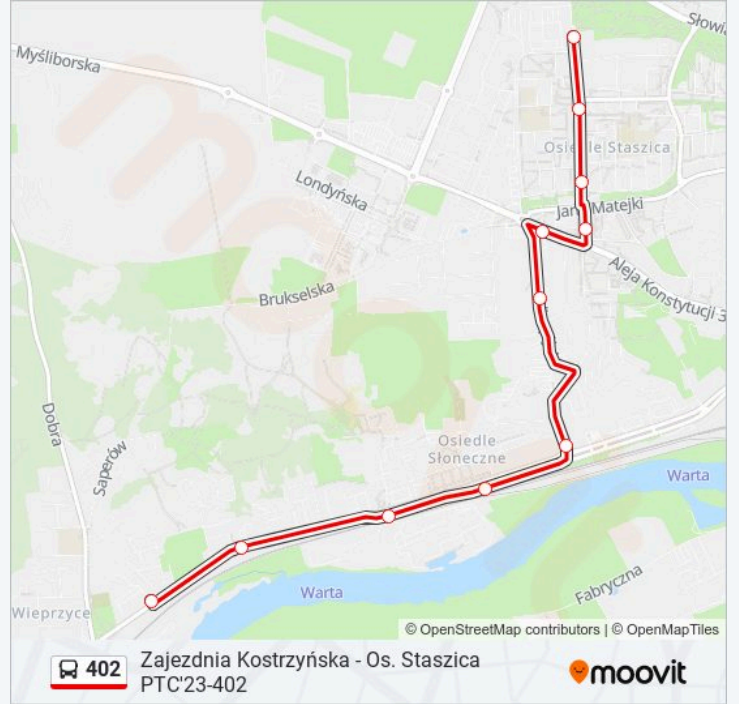 Słowia
Myśliborska
Osiedle Staszica
Londyńska
Jana Matejki
Aleja Konstytucji 3
Brukselska
Dobra
Saperów
Osiedle
Słoneczne
Warta
Warta
Fabryczna
Wieprzyce
© OpenStreetMap contributors | © OpenMapTiles
402
Zajezdnia Kostrzyńska - Os. Staszica
PTC'23-402
moovit